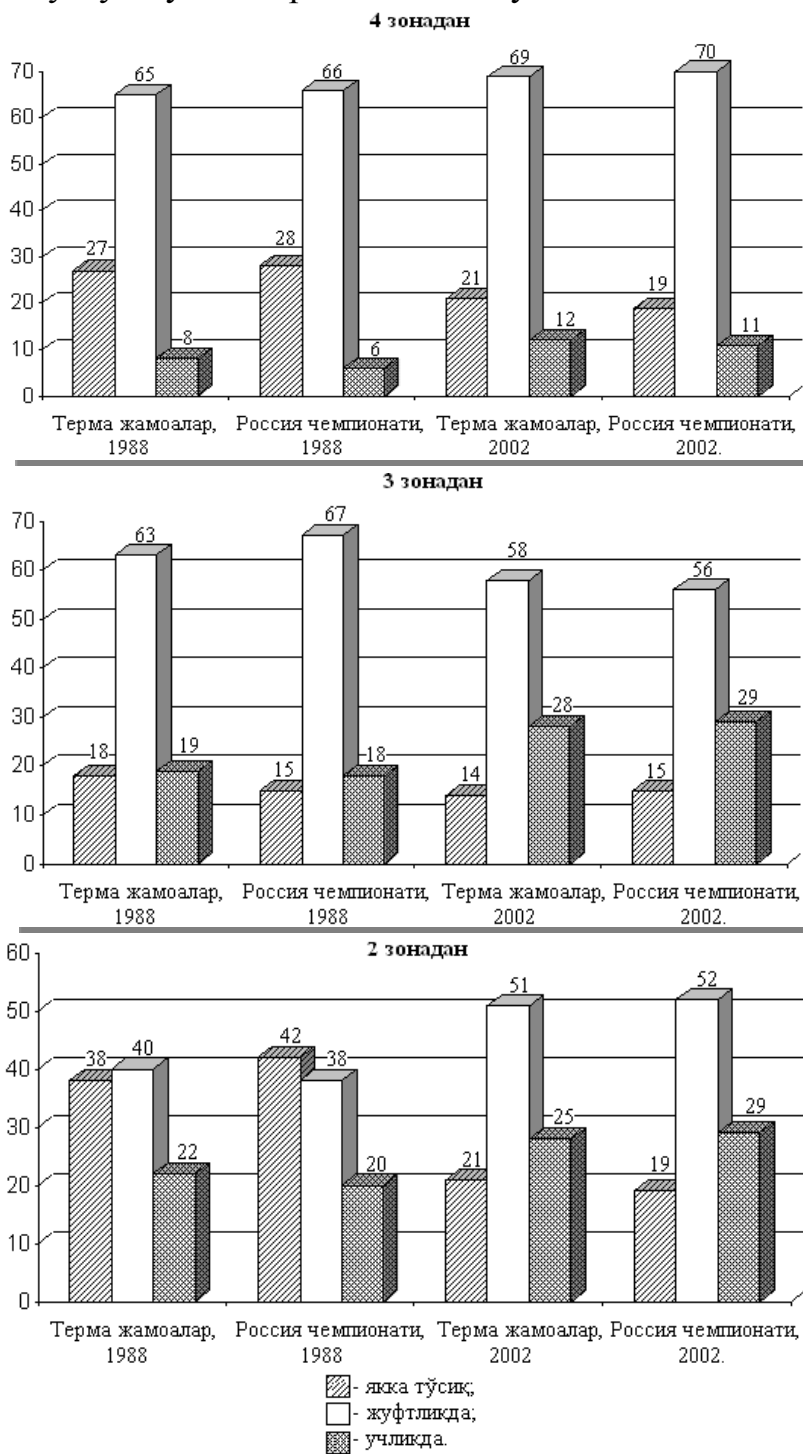 4 зонадан
70
60
50
40
30
20
10
0
27 65 8 28 66 6 21 69 12 19 70 11
Терма жамоалар, Россия чемпионати, Терма жамоалар, Россия чемпионати,
1988 1988 2002 2002.
3 зонадан
70
60
50
40
30
20
10
0
18 63 19 15 67 18 14 58 28 15 56 29
Терма жамоалар, Россия чемпионати, Терма жамоалар, Россия чемпионати,
1988 1988 2002 2002.
2 зонадан
60
50
40
30
20
10
0
38 40 22 42 38 20 21 51 25 19 52 29
Терма жамоалар, Россия чемпионати, Терма жамоалар, Россия чемпионати,
1988 1988 2002 2002.
- якка тўсиқ;
- жуфтликда;
- учликда.